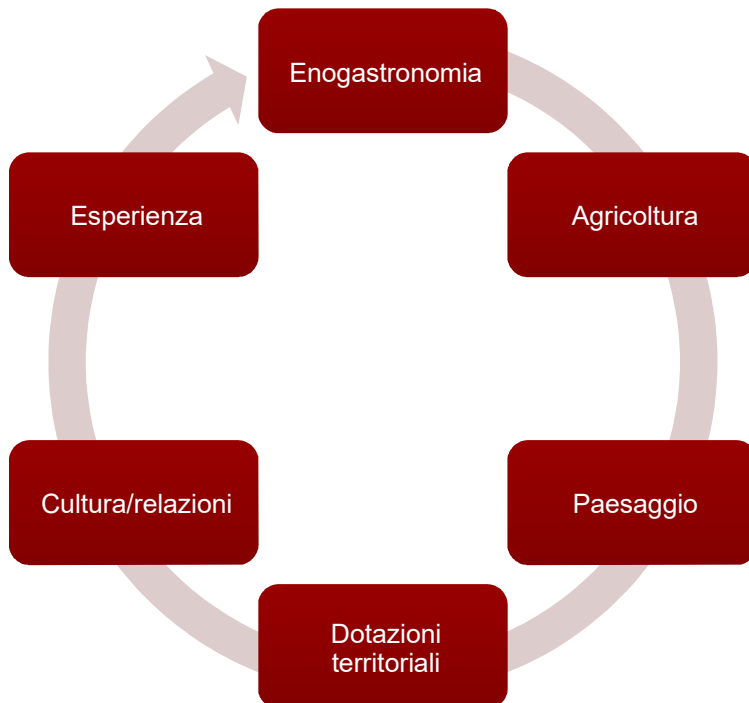 Enogastronomia
Agricoltura
Paesaggio
Dotazioni
territoriali
Cultura/relazioni
Esperienza